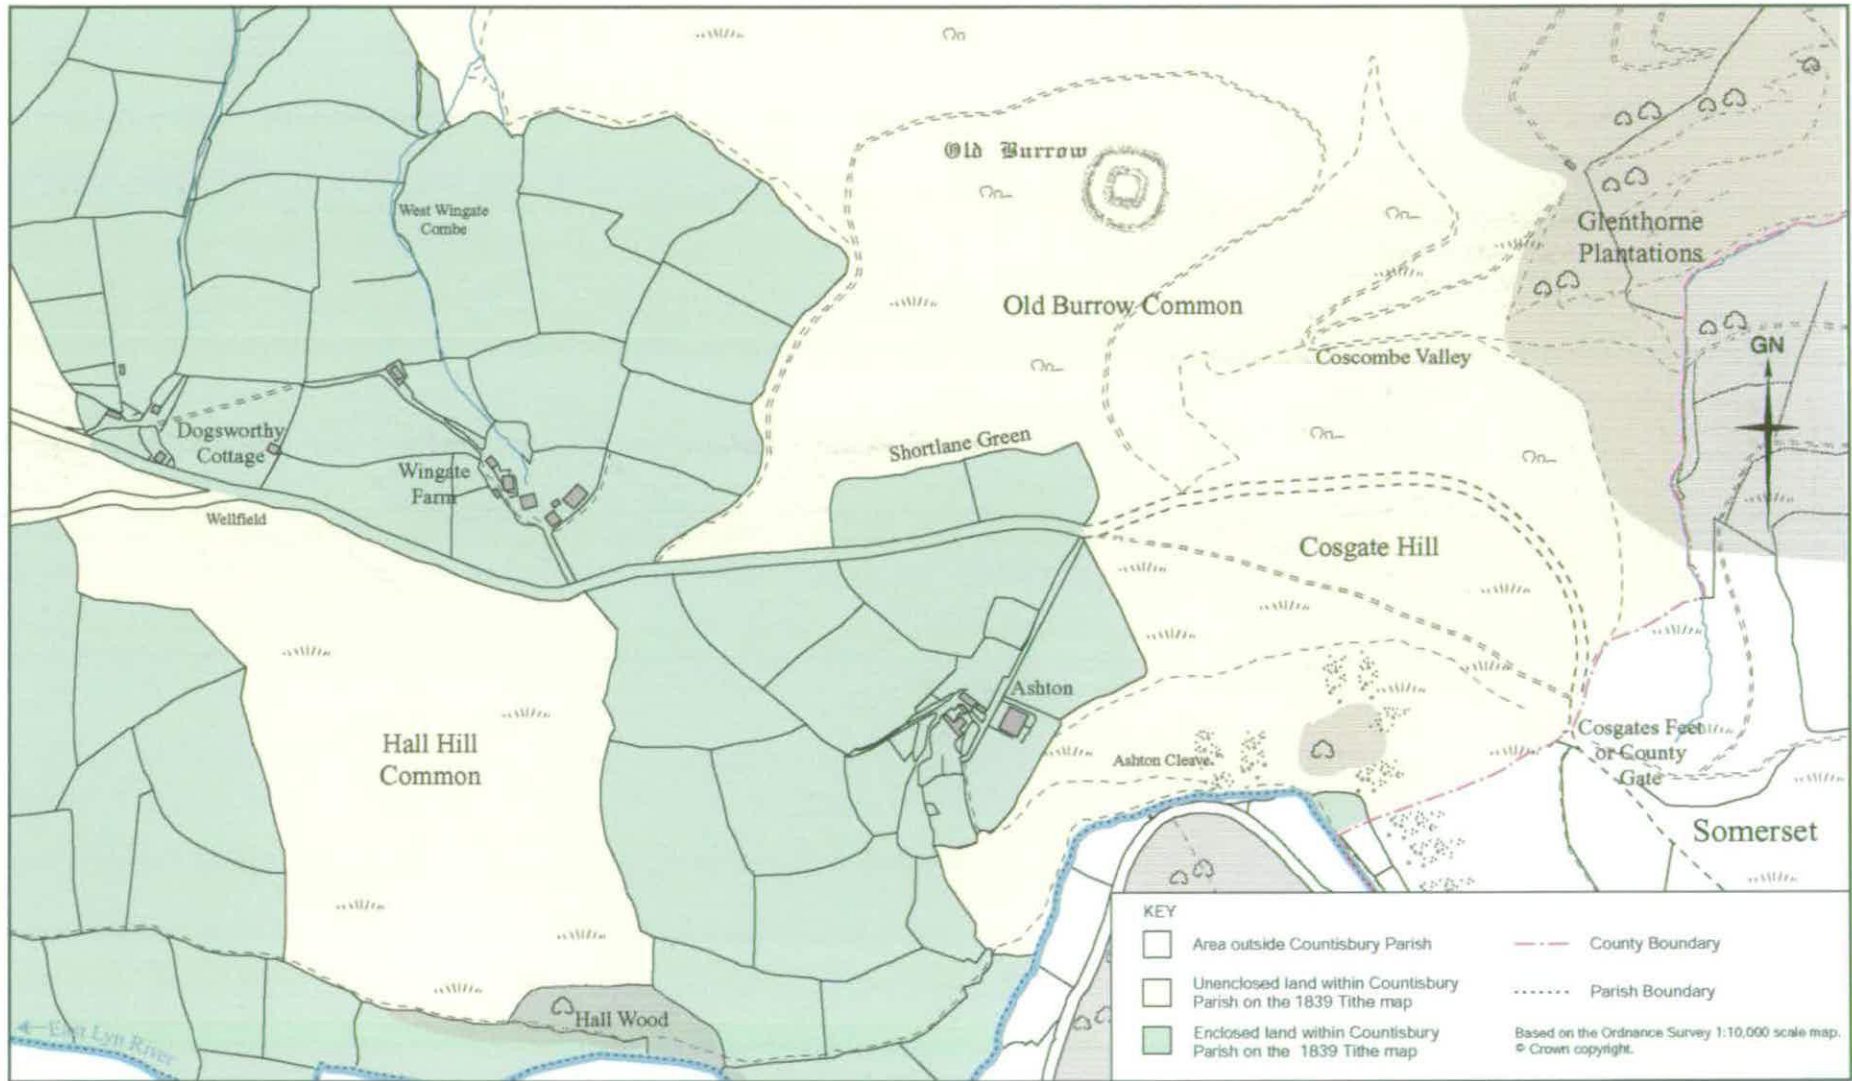 Old Burrow
West Wingate
Combe
Glenthorne
Plantations
Old Burrow Common
GN
Coscombe Valley
Dogsworthy
Cottage
Shortlane Green
Wingate
Farm
Wellfield
Cosgate Hill
Ashton
Hall Hill
Common
Cosgates Feet
or County
Gate
Ashton Cleave
Somerset
Hall Wood
East Lyn River
KEY
Area outside Countisbury Parish
Unenclosed land within Countisbury
Parish on the 1839 Tithe map
Enclosed land within Countisbury
Parish on the 1839 Tithe map
County Boundary
Parish Boundary
Based on the Ordnance Survey 1:10,000 scale map.
© Crown copyright.